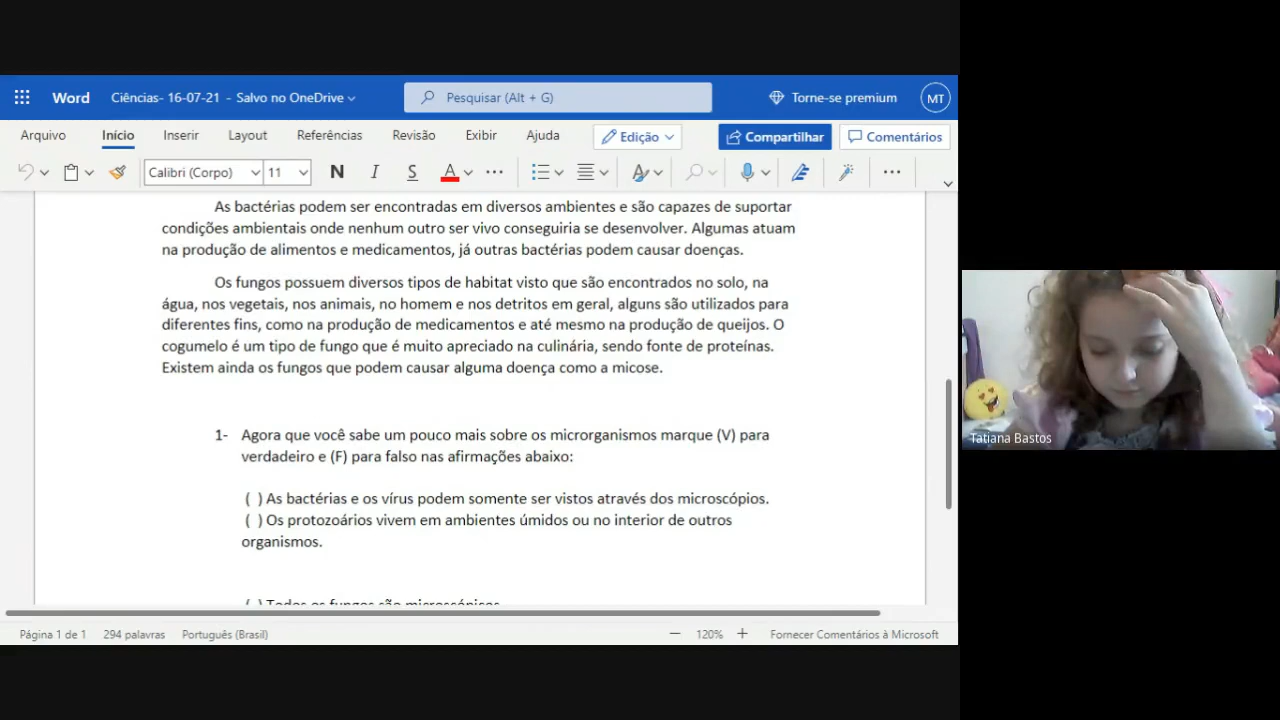 Word Ciências- 16-07-21 - Salvo no OneDrive Pesquisar (Alt + G) Torne-se premium MT
Arquivo Início Inserir Layout Referências Revisão Exibir Ajuda Edição Compartilhar Comentários
Calibri (Corpo) 11 N I S A A
As bactérias podem ser encontradas em diversos ambientes e são capazes de suportar
condições ambientais onde nenhum outro ser vivo conseguiria se desenvolver. Algumas atuam
na produção de alimentos e medicamentos, já outras bactérias podem causar doenças.
Os fungos possuem diversos tipos de habitat visto que são encontrados no solo, na
água, nos vegetais, nos animais, no homem e nos detritos em geral, alguns são utilizados para
diferentes fins, como na produção de medicamentos e até mesmo na produção de queijos. O
cogumelo é um tipo de fungo que é muito apreciado na culinária, sendo fonte de proteínas.
Existem ainda os fungos que podem causar alguma doença como a micose.
1- Agora que você sabe um pouco mais sobre os microrganismos marque (V) para
verdadeiro e (F) para falso nas afirmações abaixo:
( ) As bactérias e os vírus podem somente ser vistos através dos microscópios.
( ) Os protozoários vivem em ambientes úmidos ou no interior de outros
organismos.
( ) Todos os fungos são microscópicos.
Página 1 de 1 294 palavras Português (Brasil) 120% Fornecer Comentários à Microsoft
Tatiana Bastos